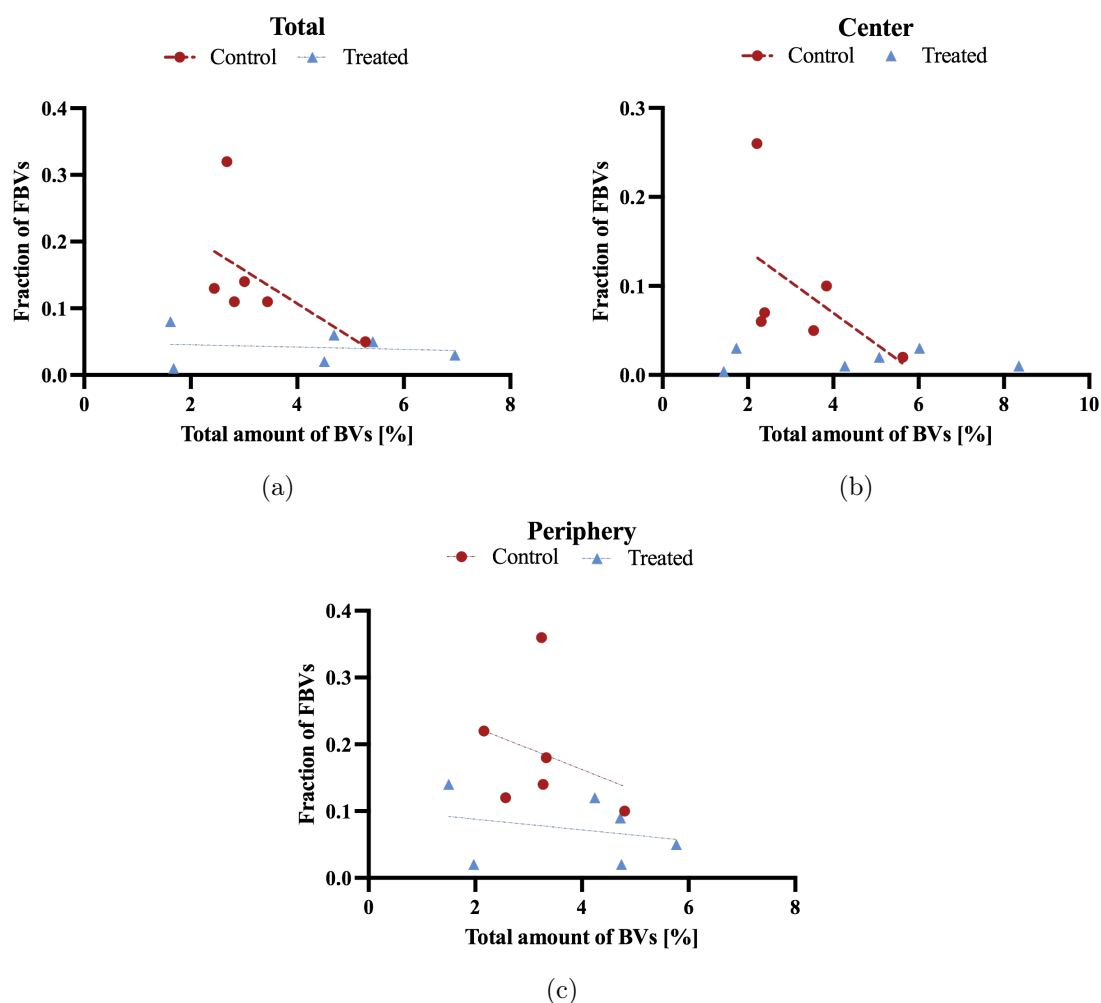 Total
Control Treated
Fraction of FBVs
0.4
0.3
0.2
0.1
0.0
0 2 4 6 8
Total amount of BVs [%]
(a)
Center
Control Treated
Fraction of FBVs
0.3
0.2
0.1
0.0
0 2 4 6 8 10
Total amount of BVs [%]
(b)
Periphery
Control Treated
Fraction of FBVs
0.4
0.3
0.2
0.1
0.0
0 2 4 6 8
Total amount of BVs [%]
(c)